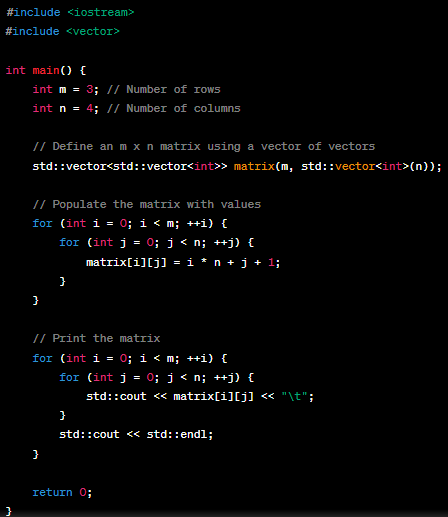 #include <iostream>
#include <vector>

int main() {
    int m = 3; // Number of rows
    int n = 4; // Number of columns

    // Define an m x n matrix using a vector of vectors
    std::vector<std::vector<int>> matrix(m, std::vector<int>(n));

    // Populate the matrix with values
    for (int i = 0; i < m; ++i) {
        for (int j = 0; j < n; ++j) {
            matrix[i][j] = i * n + j + 1;
        }
    }

    // Print the matrix
    for (int i = 0; i < m; ++i) {
        for (int j = 0; j < n; ++j) {
            std::cout << matrix[i][j] << "\t";
        }
        std::cout << std::endl;
    }

    return 0;
}